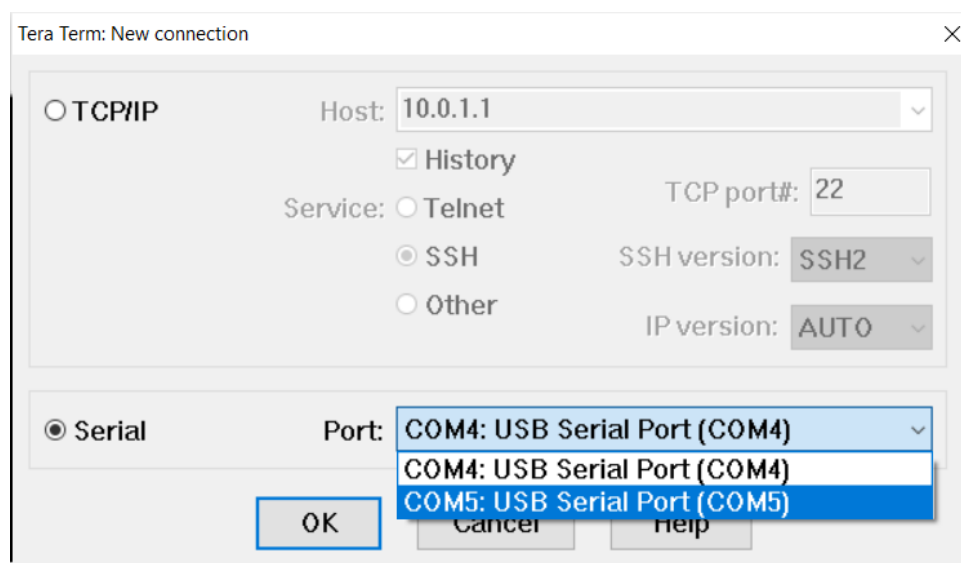 Tera Term: New connection
TCP/IP Host: 10.0.1.1
History
TCP port#: 22
Service: Telnet
SSH SSH version: SSH2
Other
IP version: AUTO
Serial Port: COM4: USB Serial Port (COM4)
COM4: USB Serial Port (COM4)
COM5: USB Serial Port (COM5)
OK Cancel Help